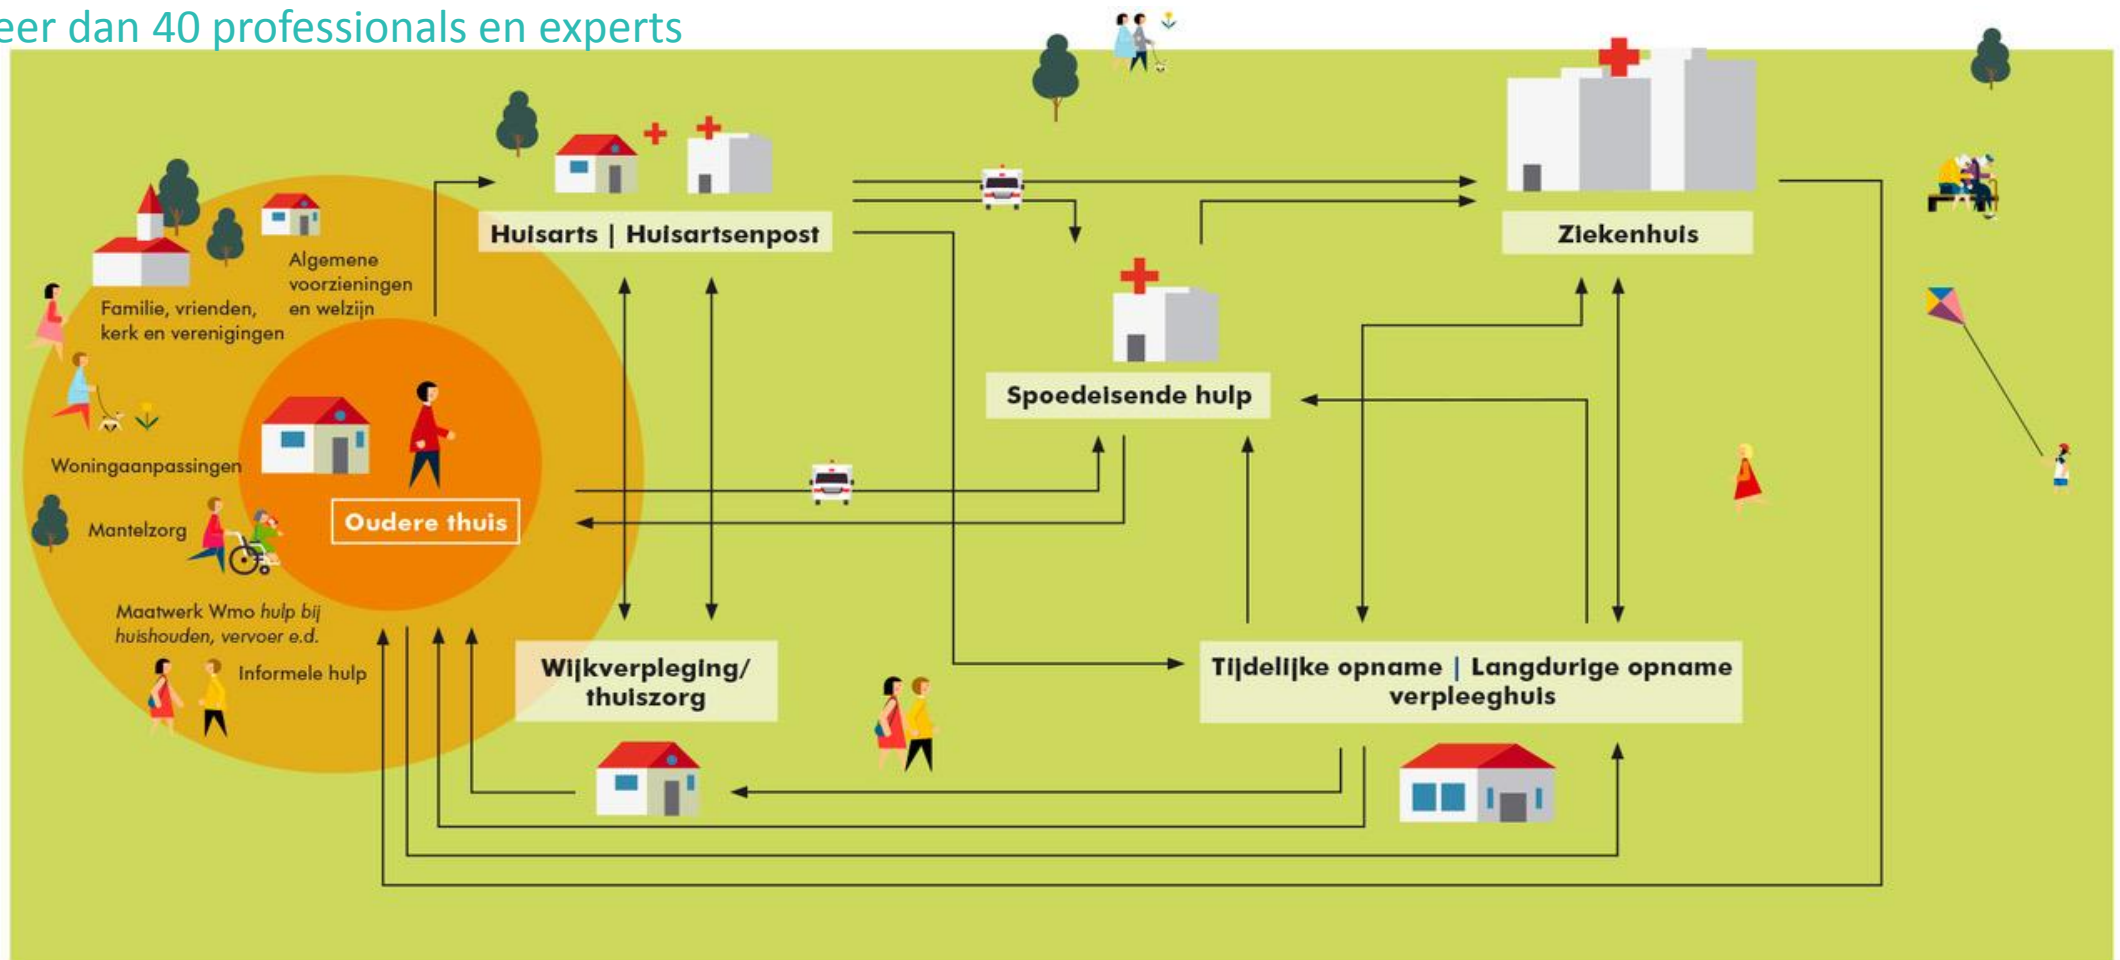 dan 40 professionals en experts
Huisarts | Huisartsenpost
Ziekenhuis
Algemene
voorzieningen
en welzijn
Familie, vrienden,
kerk en verenigingen
Spoedeisende hulp
Woningaanpassingen
Oudere thuis
Mantelzorg
Maatwerk Wmo hulp bij
huishouden, vervoer e.d.
Informele hulp
Wijkverpleging/
thuiszorg
Tijdelijke opname | Langdurige opname
verpleeghuis